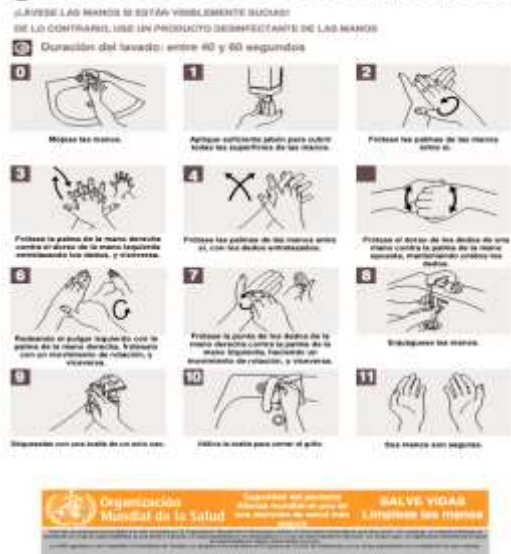 ¡LÁVESE LAS MANOS SI ESTÁN VISIBLEMENTE SUCIAS!
DE LO CONTRARIO, USE UN PRODUCTO DESINFECTANTE DE LAS MANOS
Duración del lavado: entre 40 y 60 segundos
0
Mójese las manos.
1
Aplique suficiente jabón para cubrir
todas las superficies de las manos.
2
Frótese las palmas de las manos
entre sí.
3
Frótese la palma de la mano derecha
contra el dorso de la mano izquierda
entrelazando los dedos, y viceversa.
4
Frótese las palmas de las manos entre
sí, con los dedos entrelazados.
Frótese el dorso de los dedos de una
mano contra la palma de la mano
opuesta, manteniendo unidos los
dedos.
6
Rodeando el pulgar izquierdo con la
palma de la mano derecha, fróteselo
con un movimiento de rotación, y
viceversa.
7
Frótese la punta de los dedos de la
mano derecha contra la palma de la
mano izquierda, haciendo un
movimiento de rotación, y viceversa.
8
Enjuáguese las manos.
9
Séqueselas con una toalla de un solo uso.
10
Utilice la toalla para cerrar el grifo.
11
Sus manos son seguras.
Organización
Mundial de la Salud
Seguridad del paciente
SALVE VIDAS
Límpiese las manos